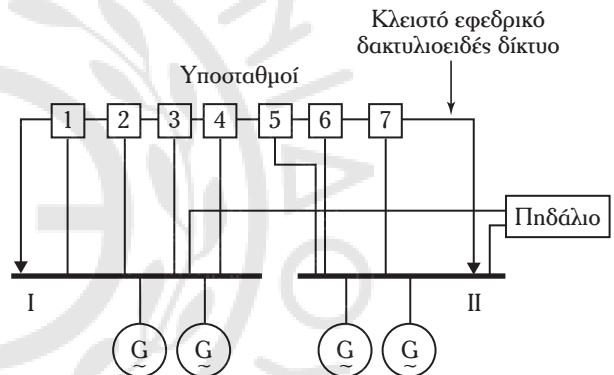 Κλειστό εφεδρικό
δακτυλιοειδές δίκτυο
Υποσταθμοί
1 2 3 4 5 6 7
Πηδάλιο
I II
G G G G
~ ~ ~ ~